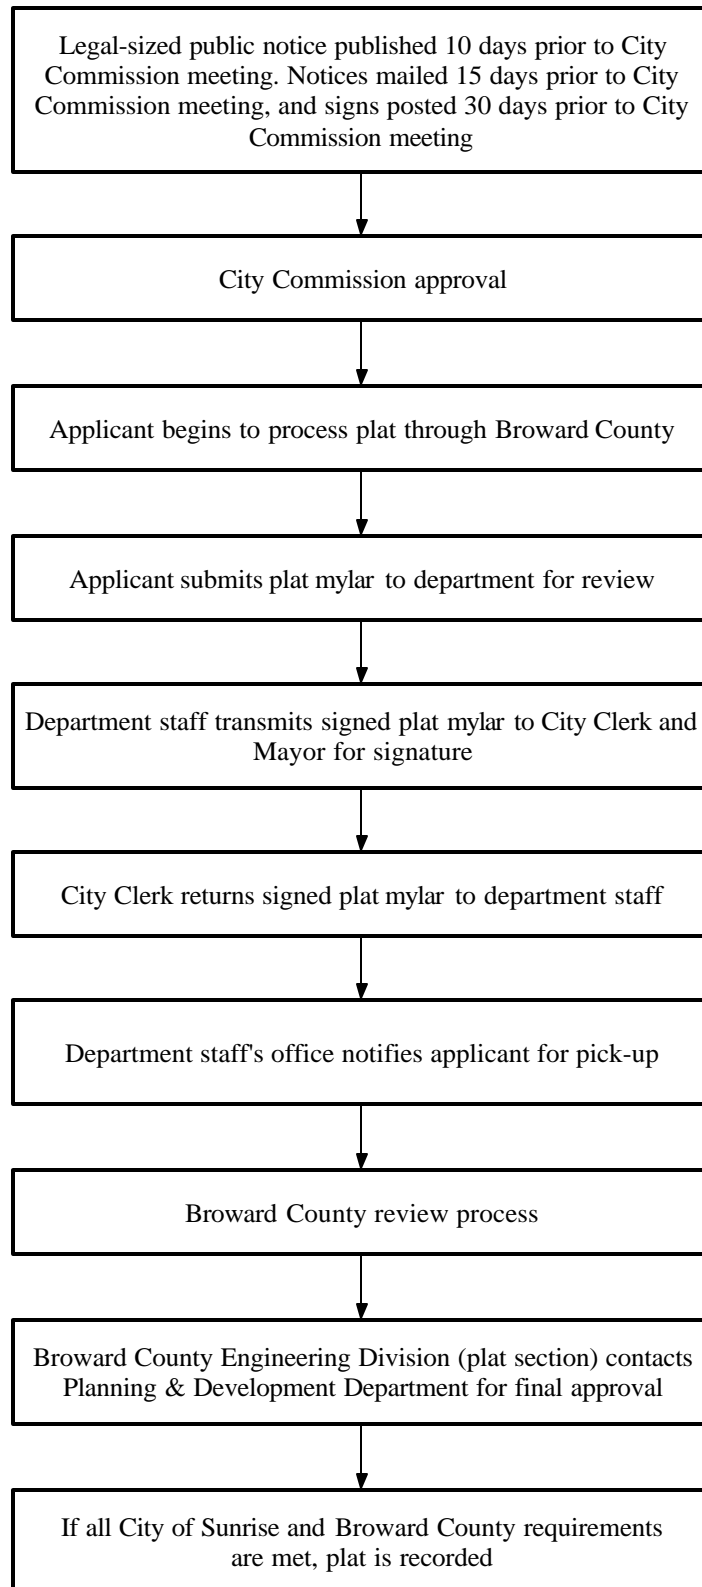 Legal-sized public notice published 10 days prior to City
Commission meeting. Notices mailed 15 days prior to City
Commission meeting, and signs posted 30 days prior to City
Commission meeting
City Commission approval
Applicant begins to process plat through Broward County
Applicant submits plat mylar to department for review
Department staff transmits signed plat mylar to City Clerk and
Mayor for signature
City Clerk returns signed plat mylar to department staff
Department staff's office notifies applicant for pick-up
Broward County review process
Broward County Engineering Division (plat section) contacts
Planning & Development Department for final approval
If all City of Sunrise and Broward County requirements
are met, plat is recorded